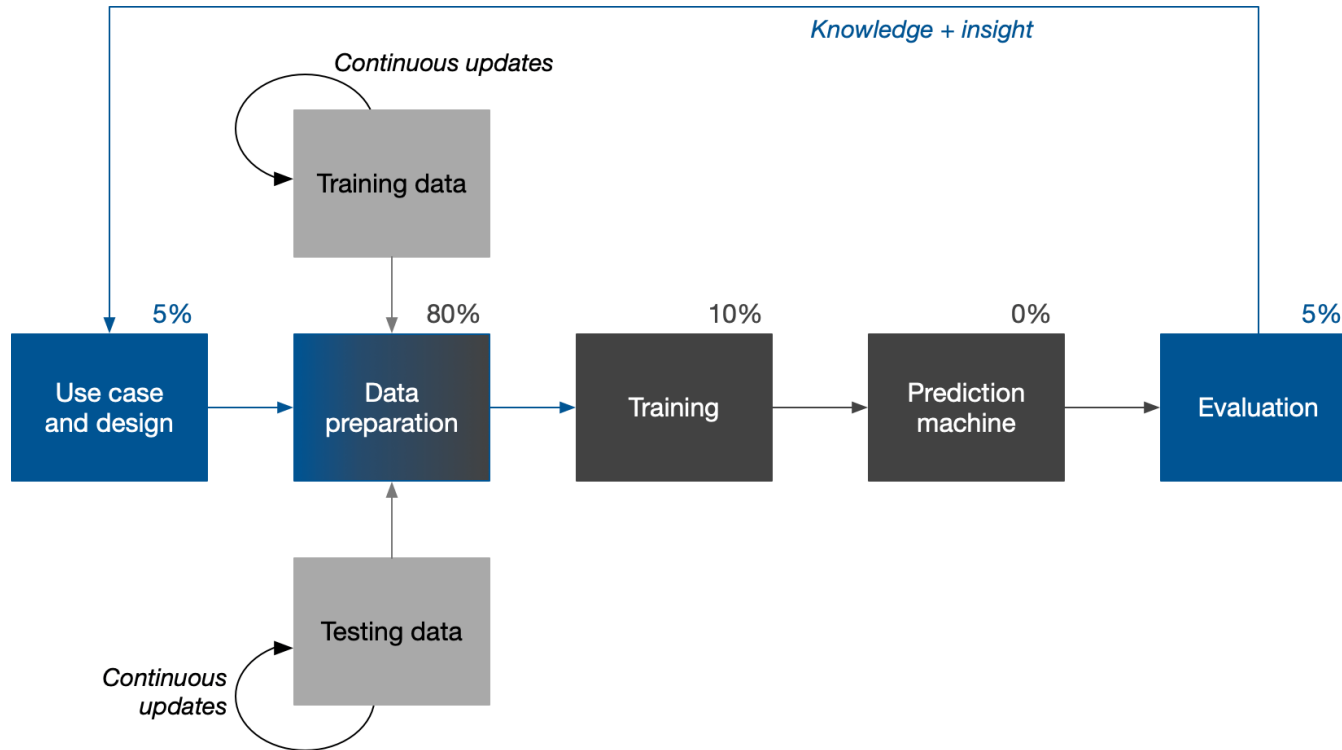 Knowledge + insight
Continuous updates
Training data
5%
80%
10%
0%
5%
Use case
and design
Data
preparation
Training
Prediction
machine
Evaluation
Testing data
Continuous
updates